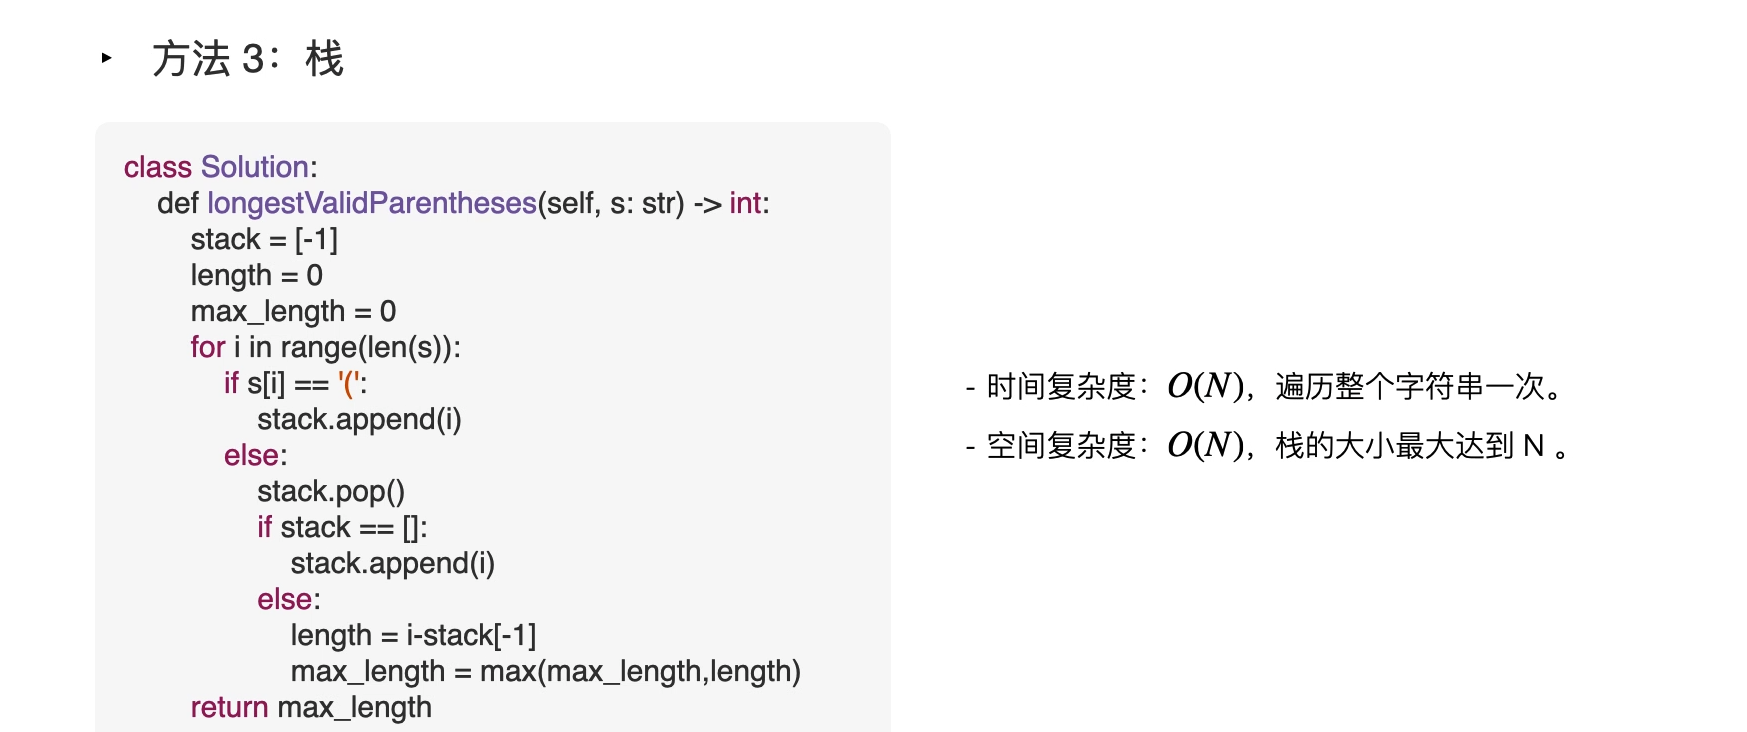 ‣ 方法 3：栈
class Solution:
    def longestValidParentheses(self, s: str) -> int:
        stack = [-1]
        length = 0
        max_length = 0
        for i in range(len(s)):
            if s[i] == '(':
                stack.append(i)
            else:
                stack.pop()
                if stack == []:
                    stack.append(i)
                else:
                    length = i-stack[-1]
                    max_length = max(max_length,length)
        return max_length
- 时间复杂度：O(N)，遍历整个字符串一次。
- 空间复杂度：O(N)，栈的大小最大达到 N 。